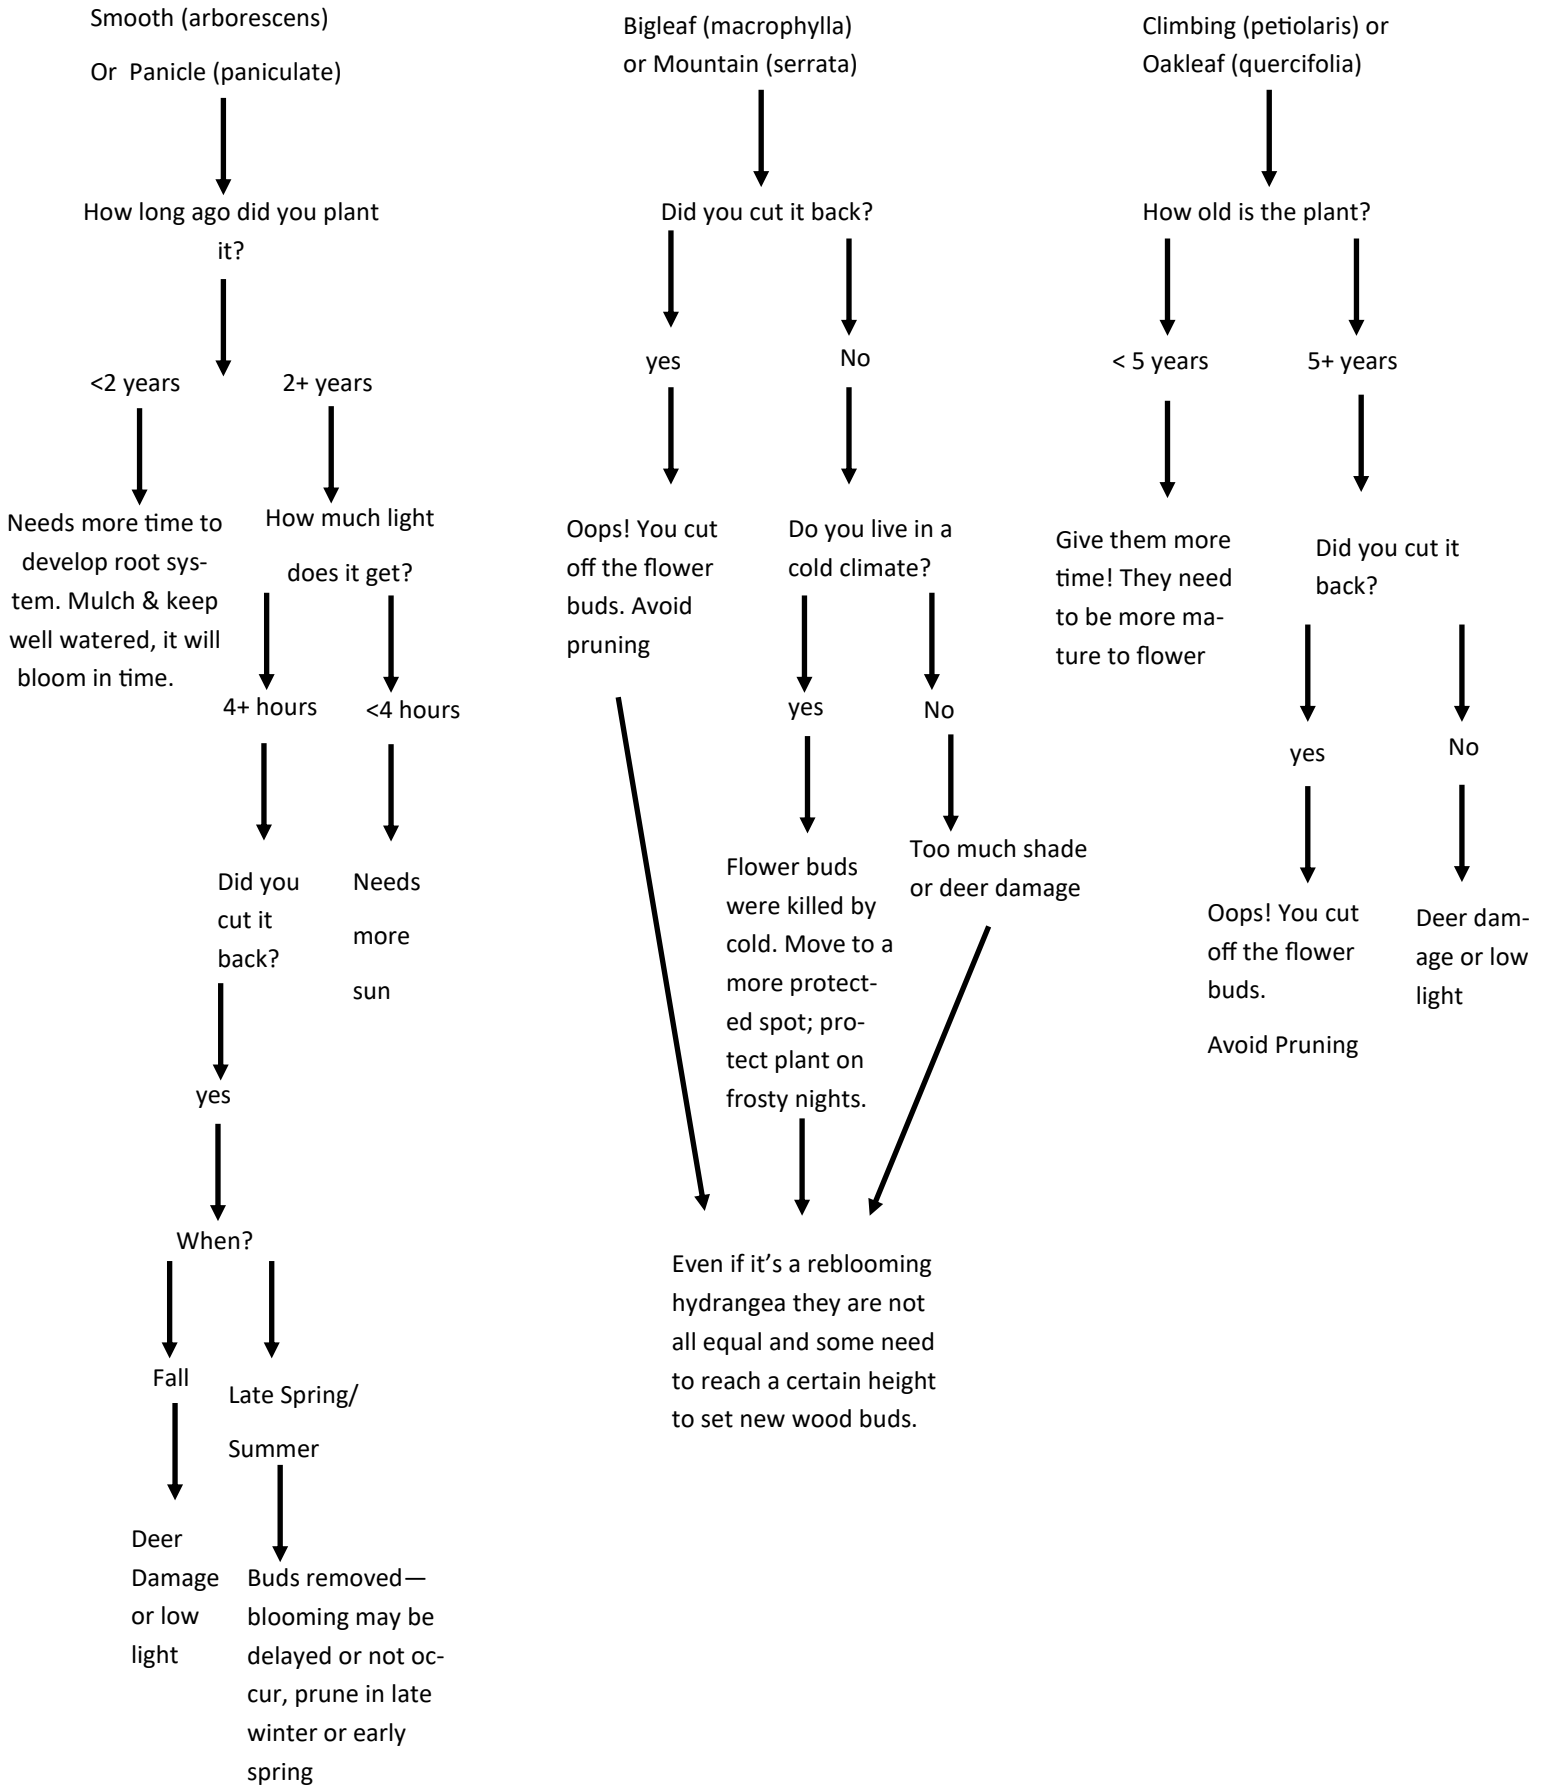 Smooth (arborescens)
Or Panicle (paniculate)
How long ago did you plant
it?
<2 years
2+ years
Needs more time to
develop root sys-
tem. Mulch & keep
well watered, it will
bloom in time.
How much light
does it get?
4+ hours
<4 hours
Did you
cut it
back?
Needs
more
sun
yes
When?
Fall
Late Spring/
Summer
Deer
Damage
or low
light
Buds removed—
blooming may be
delayed or not oc-
cur, prune in late
winter or early
spring
Bigleaf (macrophylla)
or Mountain (serrata)
Did you cut it back?
yes
No
Oops! You cut
off the flower
buds. Avoid
pruning
Do you live in a
cold climate?
yes
No
Flower buds
were killed by
cold. Move to a
more protect-
ed spot; pro-
tect plant on
frosty nights.
Too much shade
or deer damage
Even if it’s a reblooming
hydrangea they are not
all equal and some need
to reach a certain height
to set new wood buds.
Climbing (petiolaris) or
Oakleaf (quercifolia)
How old is the plant?
< 5 years
5+ years
Give them more
time! They need
to be more ma-
ture to flower
Did you cut it
back?
yes
No
Oops! You cut
off the flower
buds.
Avoid Pruning
Deer dam-
age or low
light